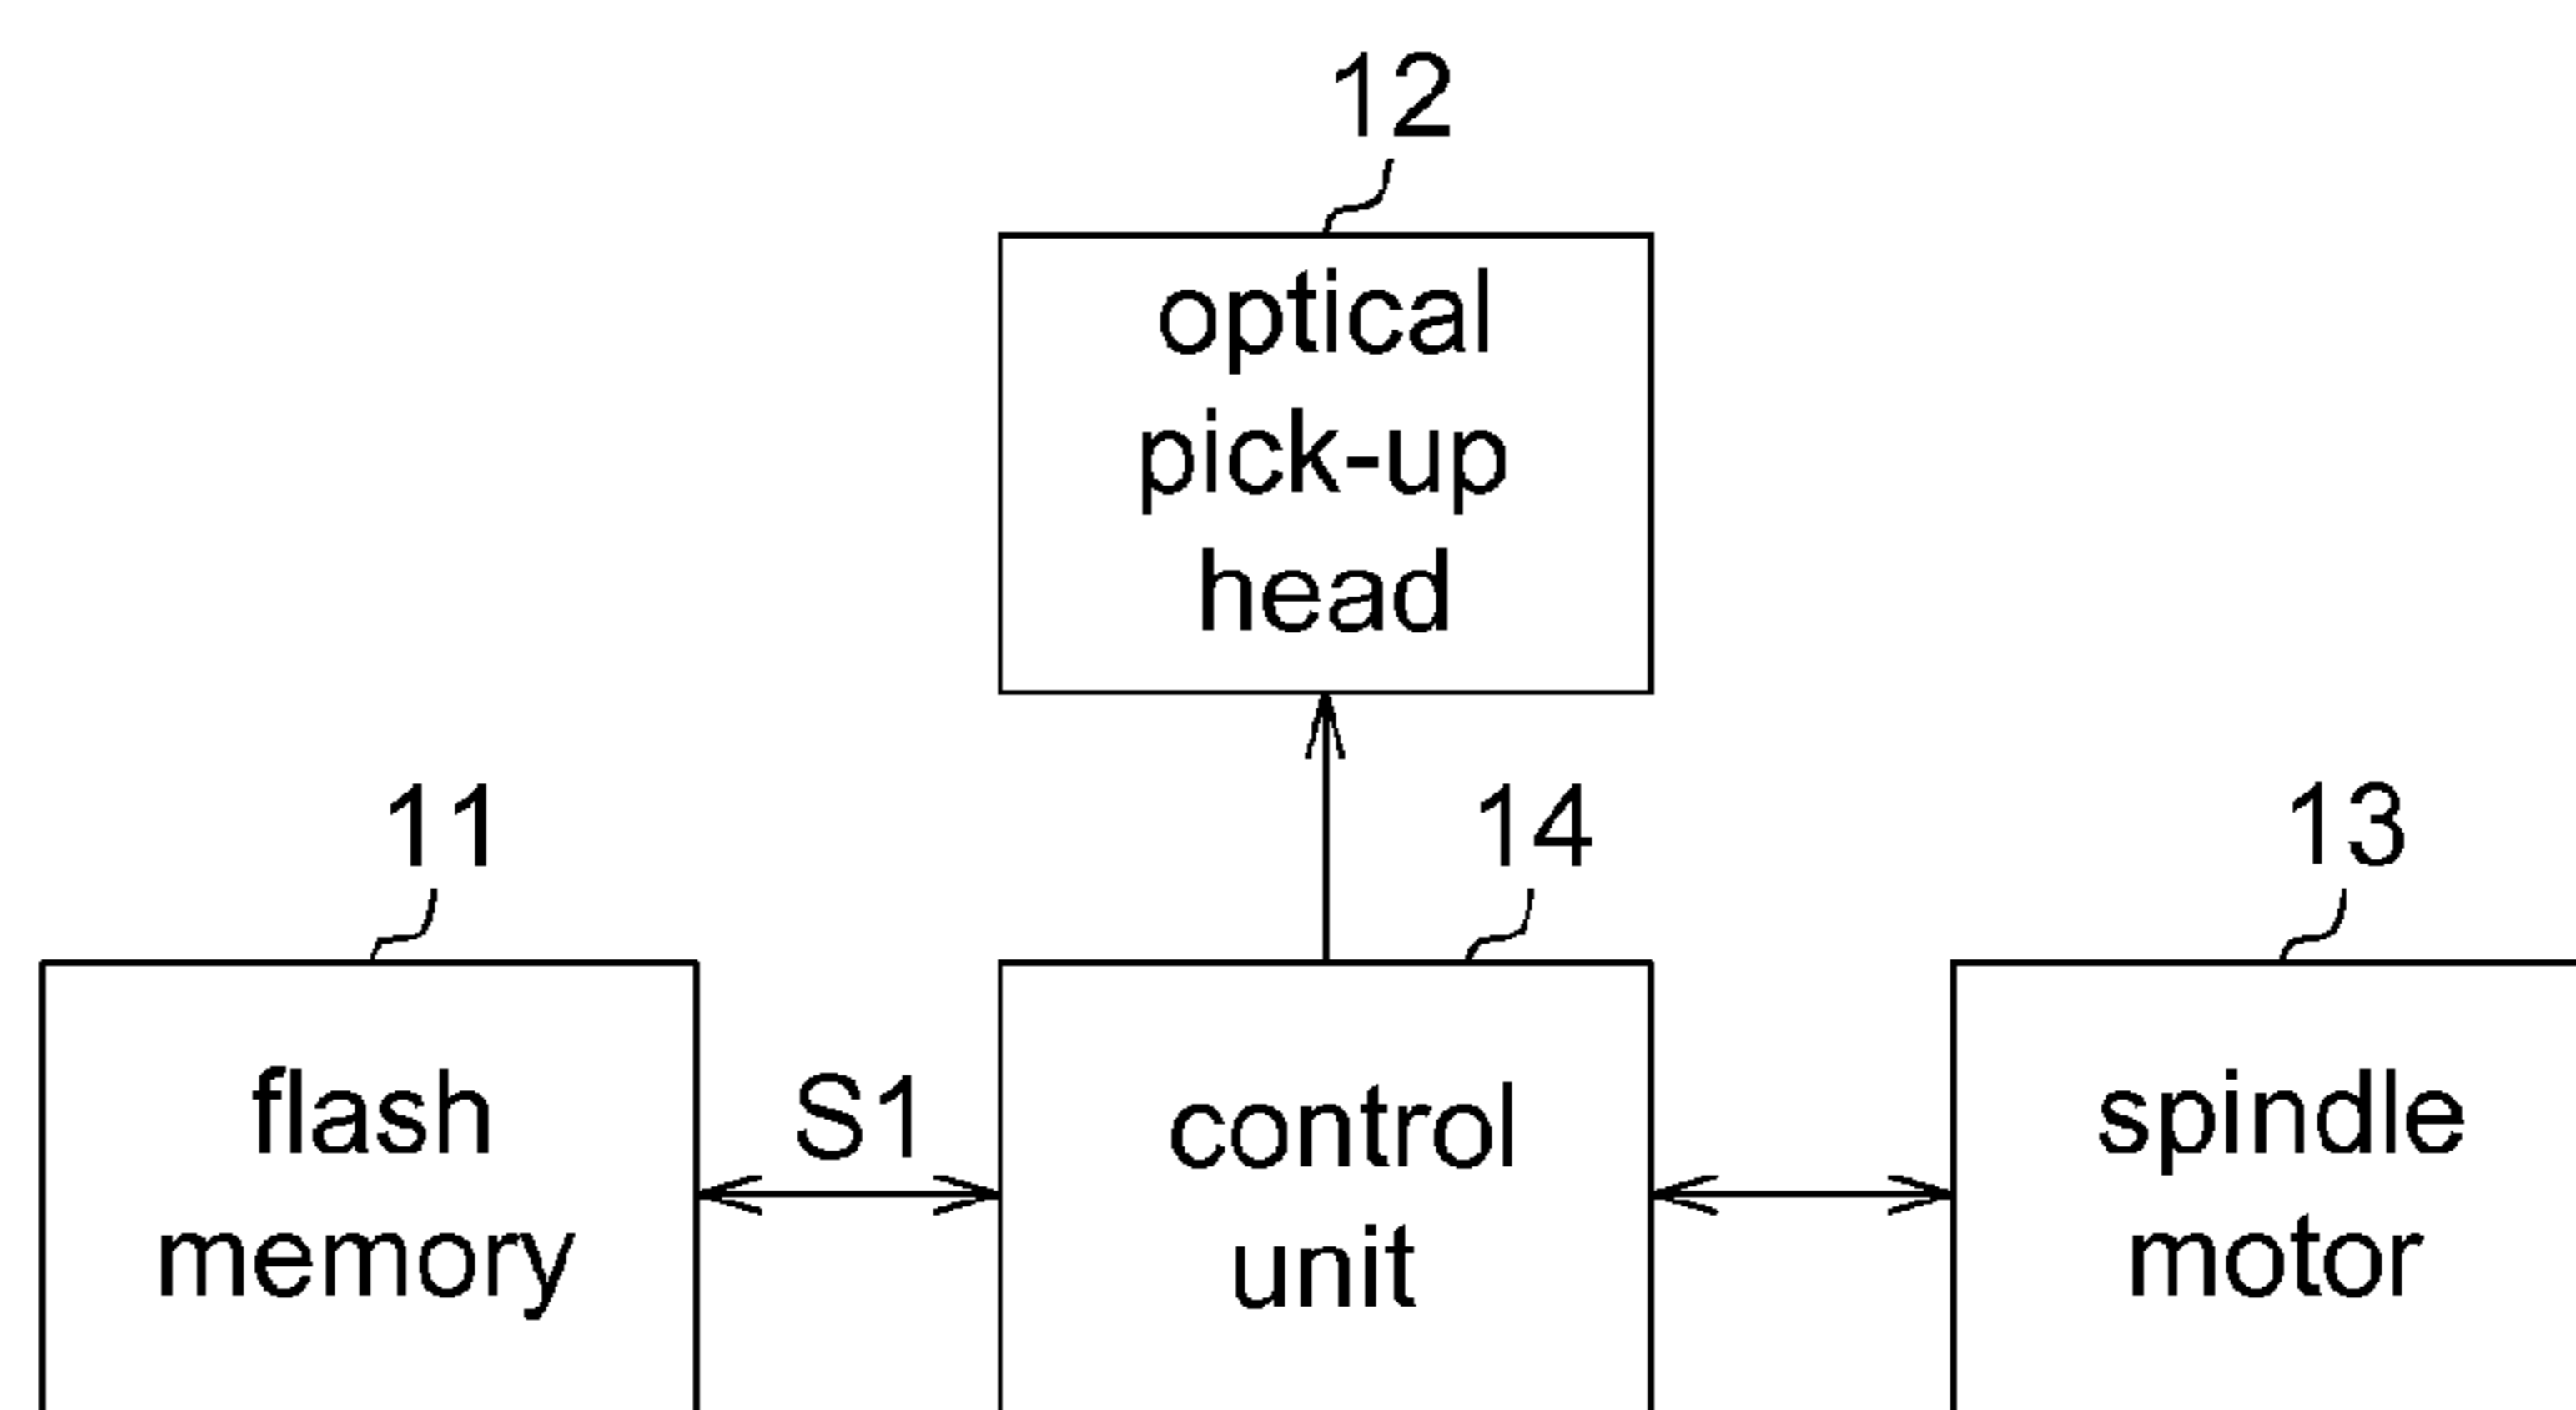 12
optical
pick-up
head
11
14
13
flash
memory
S1
control
unit
spindle
motor